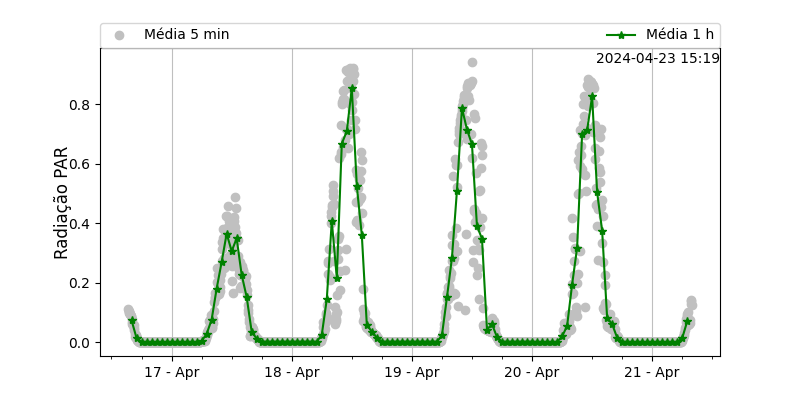 Média 5 min
Média 1 h
2024-04-23 15:19
Radiação PAR
0.8
0.6
0.4
0.2
0.0
17 - Apr
18 - Apr
19 - Apr
20 - Apr
21 - Apr